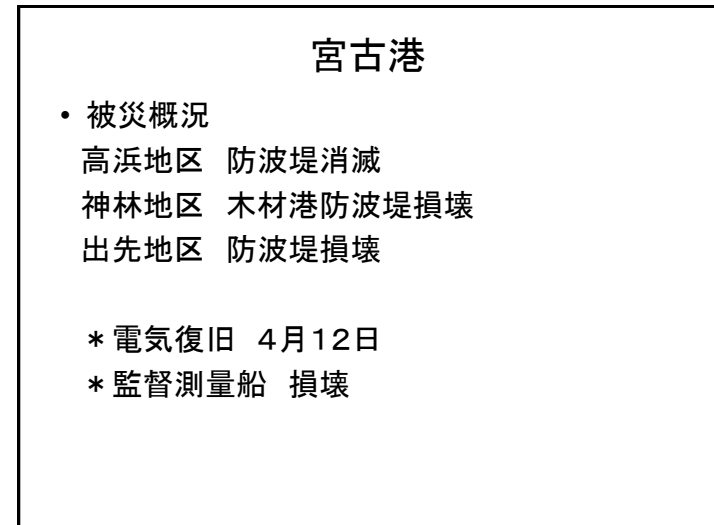 宮古港
・被災概況
高浜地区　防波堤消滅
神林地区　木材港防波堤損壊
出先地区　防波堤損壊
＊電気復旧　４月１２日
＊監督測量船　損壊